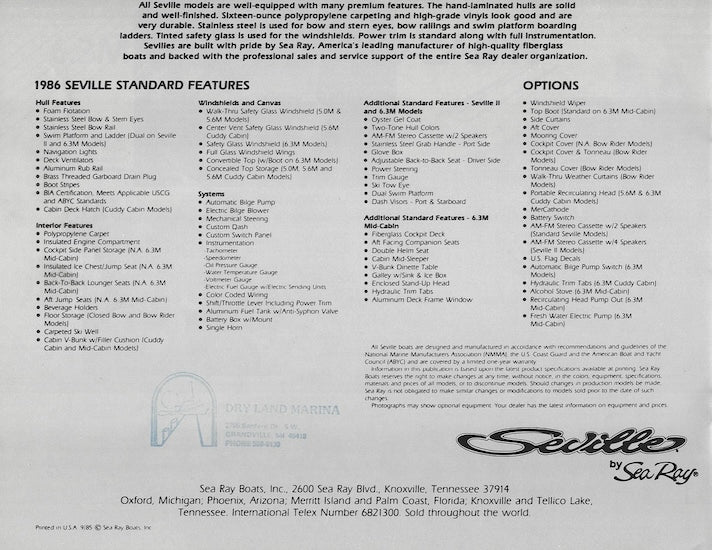 All Seville models are well-equipped with many premium features. The hand-laminated hulls are solid
and well-finished. Sixteen-ounce polypropylene carpeting and high-grade vinyls look good and are
very durable. Stainless steel is used for bow and stern eyes, bow railings and swim platform boarding
ladders. Tinted safety glass is used for the windshields. Power trim is standard along with full instrumentation.
Sevilles are built with pride by Sea Ray, America's leading manufacturer of high-quality fiberglass
boats and backed with the professional sales and service support of the entire Sea Ray dealer organization.
1986 SEVILLE STANDARD FEATURES
Hull Features
• Foam Flotation
• Stainless Steel Bow & Stern Eyes
• Stainless Steel Bow Rail
• Swim Platform and Ladder (Dual on Seville
II and 6.3M Models)
• Navigation Lights
• Deck Ventilators
• Aluminum Rub Rail
• Brass Threaded Garboard Drain Plug
• Boot Stripes
• BIA Certification, Meets Applicable USCG
and ABYC Standards
• Cabin Deck Hatch (Cuddy Cabin Models)
Interior Features
• Polypropylene Carpet
• Insulated Engine Compartment
• Cockpit Side Panel Storage (N.A. 6.3M
Mid-Cabin)
• Insulated Ice Chest/Jump Seat (N.A. 6.3M
Mid-Cabin)
• Back-To-Back Lounger Seats (N.A. 6.3M
Mid-Cabin)
• Aft Jump Seats (N.A. 6.3M Mid-Cabin)
• Beverage Holders
• Floor Storage (Closed Bow and Bow Rider
Models)
• Carpeted Ski Well
• Cabin V-Bunk w/Filler Cushion (Cuddy
Cabin and Mid-Cabin Models)
Windshields and Canvas
• Walk-Thru Safety Glass Windshield (5.0M &
5.6M Models)
• Center Vent Safety Glass Windshield (5.6M
Cuddy Cabin)
• Safety Glass Windshield (6.3M Models)
• Full Glass Windshield Wings
• Convertible Top (w/Boot on 6.3M Models)
• Concealed Top Storage (5.0M, 5.6M and
5.6M Cuddy Cabin Models)
Systems
• Automatic Bilge Pump
• Electric Bilge Blower
• Mechanical Steering
• Custom Dash
• Custom Switch Panel
• Instrumentation
-Tachometer
-Speedometer
-Oil Pressure Gauge
-Water Temperature Gauge
-Voltmeter Gauge
-Electric Fuel Gauge w/Electric Sending Units
• Color Coded Wiring
• Shift/Throttle Lever Including Power Trim
• Aluminum Fuel Tank w/Anti-Syphon Valve
• Battery Box w/Mount
• Single Horn
Additional Standard Features - Seville II
and 6.3M Models
• Oyster Gel Coat
• Two-Tone Hull Colors
• AM-FM Stereo Cassette w/2 Speakers
• Stainless Steel Grab Handle - Port Side
• Glove Box
• Adjustable Back-to-Back Seat - Driver Side
• Power Steering
• Trim Gauge
• Ski Tow Eye
• Dual Swim Platform
• Dash Visors - Port & Starboard
Additional Standard Features - 6.3M
Mid-Cabin
• Fiberglass Cockpit Deck
• Aft Facing Companion Seats
• Double Helm Seat
• Cabin Mid-Sleeper
• V-Bunk Dinette Table
• Galley w/Sink & Ice Box
• Enclosed Stand-Up Head
• Hydraulic Trim Tabs
• Aluminum Deck Frame Window
OPTIONS
• Windshield Wiper
• Top Boot (Standard on 6.3M Mid-Cabin)
• Side Curtains
• Aft Cover
• Mooring Cover
• Cockpit Cover (N.A. Bow Rider Models)
• Cockpit Cover & Tonneau (Bow Rider
Models)
• Tonneau Cover (Bow Rider Models)
• Walk-Thru Weather Curtains (Bow Rider
Models)
• Portable Recirculating Head (5.6M & 6.3M
Cuddy Cabin Models)
• MerCathode
• Battery Switch
• AM-FM Stereo Cassette w/2 Speakers
(Standard Seville Models)
• AM-FM Stereo Cassette w/4 Speakers
(Seville II Models)
• U.S. Flag Decals
• Automatic Bilge Pump Switch (6.3M
Models)
• Hydraulic Trim Tabs (6.3M Cuddy Cabin)
• Alcohol Stove (6.3M Mid-Cabin)
• Recirculating Head Pump Out (6.3M
Mid-Cabin)
• Fresh Water Electric Pump (6.3M
Mid-Cabin)
All Seville boats are designed and manufactured in accordance with recommendations and guidelines of the
National Marine Manufacturers Association (NMMA), the U.S. Coast Guard and the American Boat and Yacht
Council (ABYC) and are covered by a limited one-year warranty.
Information in this publication is based upon the latest product specifications available at printing. Sea Ray
Boats reserves the right to make changes at any time, without notice, in the colors, equipment, specifications,
materials and prices of all models, or to discontinue models. Should changes in production models be made,
Sea Ray is not obligated to make similar changes or modifications to models sold prior to the date of such
changes.
Photographs may show optional equipment. Your dealer has the latest information on equipment and prices.
DRY LAND MARINA
S.W.
GRANDVILLE, MI 49418
PHONE
Seville
by Sea Ray®
Sea Ray Boats, Inc., 2600 Sea Ray Blvd., Knoxville, Tennessee 37914
Oxford, Michigan; Phoenix, Arizona; Merritt Island and Palm Coast, Florida; Knoxville and Tellico Lake,
Tennessee. International Telex Number 6821300. Sold throughout the world.
Printed in U.S.A. 9/85 © Sea Ray Boats, Inc.